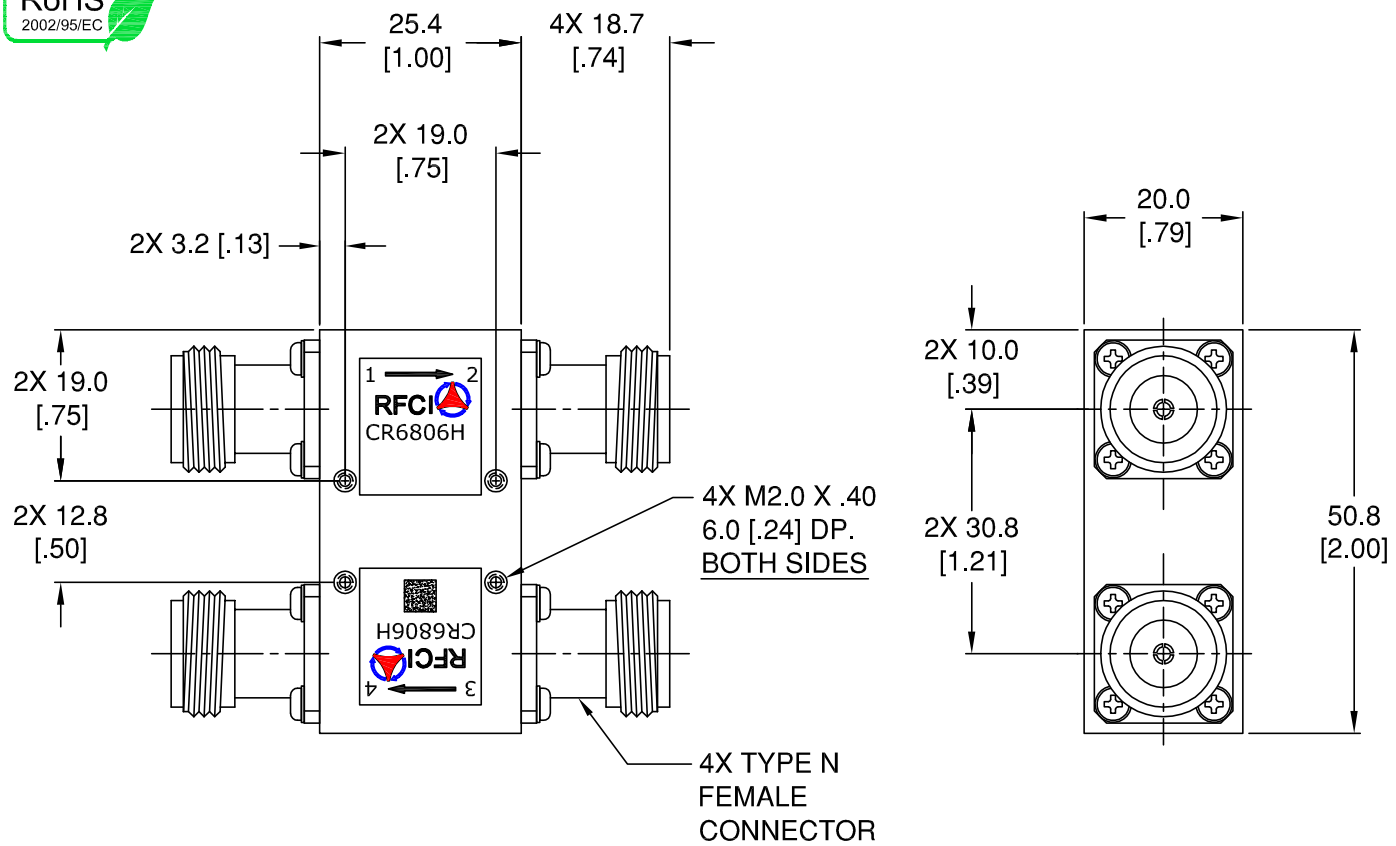 RoHS
2002/95/EC
25.4
[1.00]
4X 18.7
[.74]
2X 19.0
[.75]
2X 3.2 [.13]
20.0
[.79]
2X 19.0
[.75]
1 2
RFCI
CR6806H
2X 10.0
[.39]
2X 12.8
[.50]
4X M2.0 X .40
6.0 [.24] DP.
BOTH SIDES
2X 30.8
[1.21]
50.8
[2.00]
3 4
RFCI
CR6806H
4X TYPE N
FEMALE
CONNECTOR